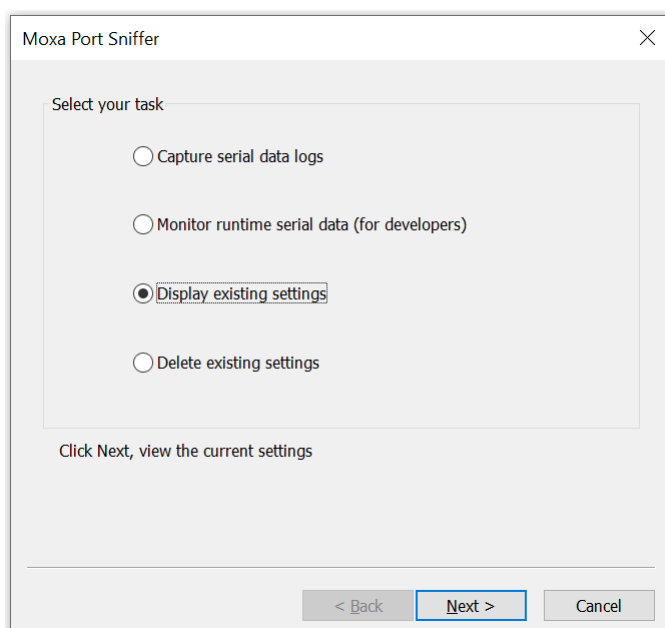 Moxa Port Sniffer
Select your task
Capture serial data logs
Monitor runtime serial data (for developers)
Display existing settings
Delete existing settings
Click Next, view the current settings
< Back
Next >
Cancel